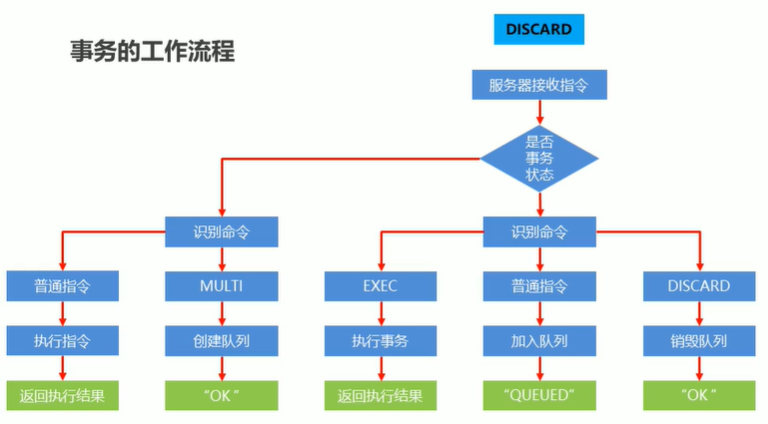 DISCARD
事务的工作流程
服务器接收指令
是否
事务
状态
识别命令
识别命令
普通指令
MULTI
EXEC
普通指令
DISCARD
执行指令
创建队列
执行事务
加入队列
销毁队列
返回执行结果
“OK”
返回执行结果
“QUEUED”
“OK”